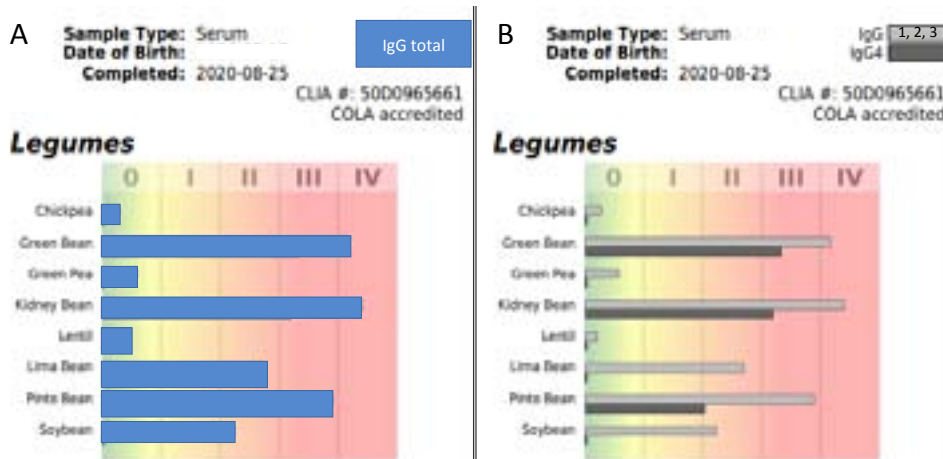 A
Sample Type: Serum
Date of Birth:
Completed: 2020-08-25
IgG total
CLIA #: 50D0965661
COLA accredited
Legumes
0 I II III IV
Chickpea
Green Bean
Green Pea
Kidney Bean
Lentil
Lima Bean
Pinto Bean
Soybean
B
Sample Type: Serum
Date of Birth:
Completed: 2020-08-25
IgG 1, 2, 3
IgG4
CLIA #: 50D0965661
COLA accredited
Legumes
0 I II III IV
Chickpea
Green Bean
Green Pea
Kidney Bean
Lentil
Lima Bean
Pinto Bean
Soybean